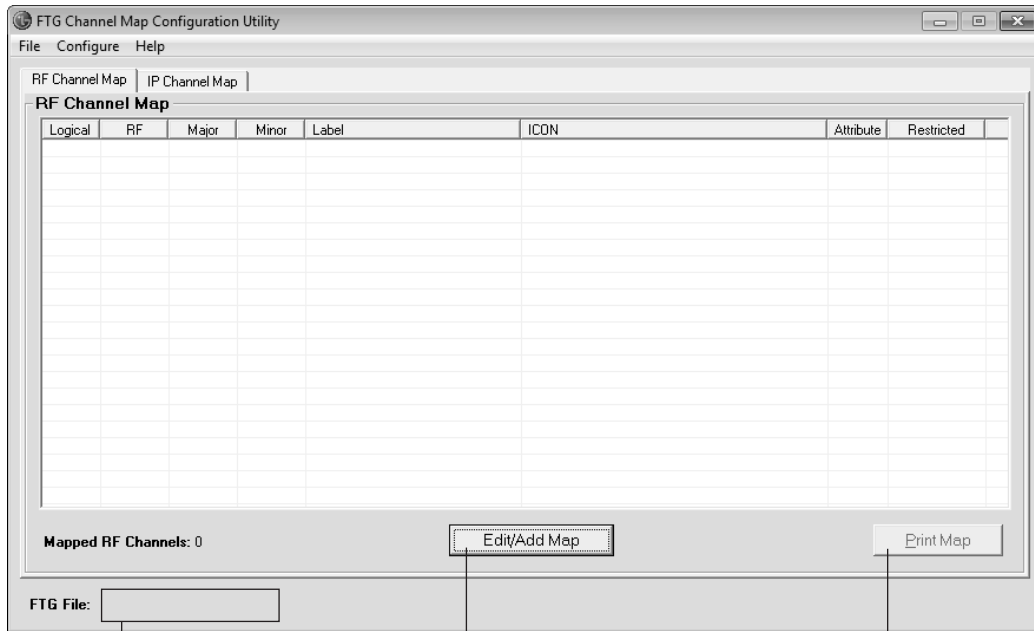 FTG Channel Map Configuration Utility
File Configure Help
RF Channel Map IP Channel Map
RF Channel Map
Logical RF Major Minor Label ICON Attribute Restricted
Mapped RF Channels: 0 Edit/Add Map Print Map
FTG File: